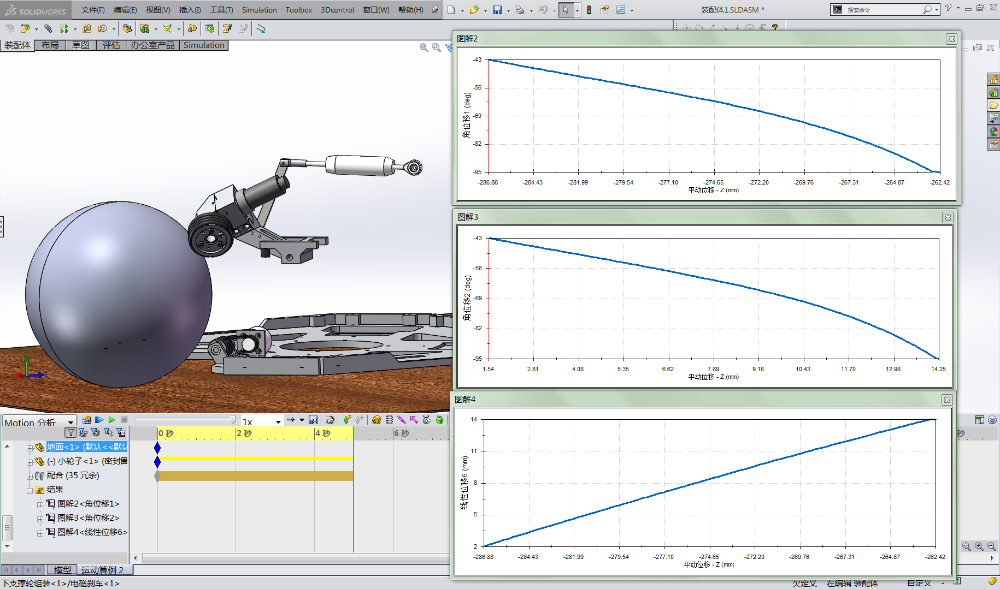 SOLIDWORKS 文件(F) 编辑(E) 视图(V) 插入(I) 工具(T) Simulation Toolbox 3Dcontrol 窗口(W) 帮助(H) 装配体1.SLDASM * 搜索命令
装配体 布局 草图 评估 办公室产品 Simulation
图解2
角位移1 (deg)
-43
-56
-69
-82
-95
-286.88 -284.43 -281.99 -279.54 -277.10 -274.65 -272.20 -269.76 -267.31 -264.87 -262.42
平动位移 - Z (mm)
图解3
角位移2 (deg)
-43
-56
-69
-82
-95
1.54 2.81 4.08 5.35 6.62 7.89 9.16 10.43 11.70 12.98 14.25
平动位移 - Z (mm)
图解4
线性位移6 (mm)
14
11
8
5
2
-286.88 -284.43 -281.99 -279.54 -277.10 -274.65 -272.20 -269.76 -267.31 -264.87 -262.42
平动位移 - Z (mm)
Z
Motion 分析 1x
0 秒 2 秒 4 秒 6 秒 秒
地面<1> (默认<<默认
(-) 小轮子<1> (密封圈
配合 (35 冗余)
结果
图解2<角位移1>
图解3<角位移2>
图解4<线性位移6>
模型 运动算例 2
下支撑轮组装<1>/电磁刹车<1> 欠定义 在编辑 装配体 自定义